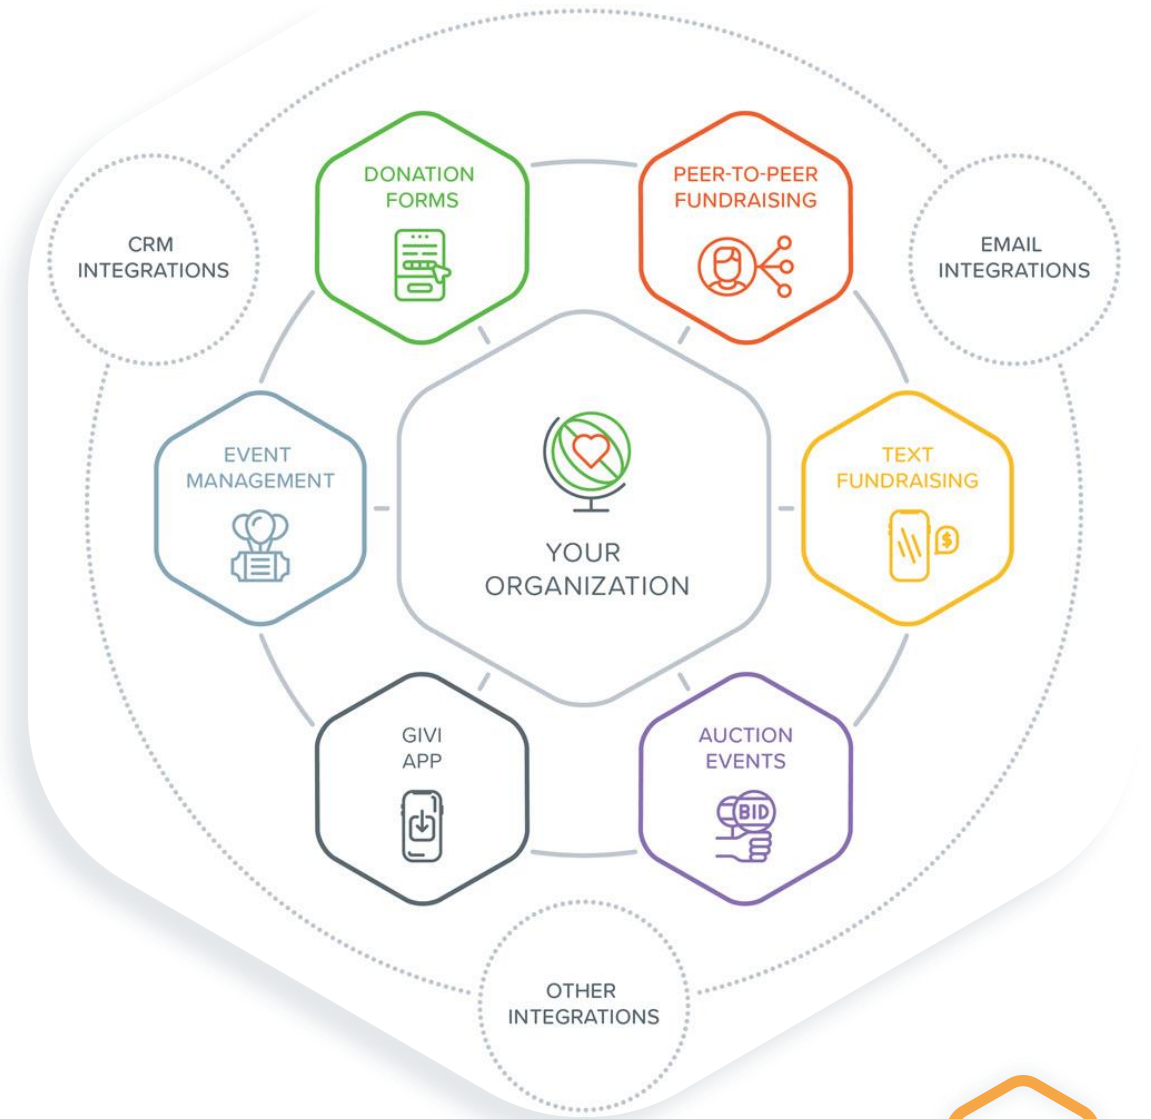 DONATION
FORMS
PEER-TO-PEER
FUNDRAISING
CRM
INTEGRATIONS
EMAIL
INTEGRATIONS
EVENT
MANAGEMENT
TEXT
FUNDRAISING
$
YOUR
ORGANIZATION
GIVI
APP
AUCTION
EVENTS
BID
OTHER
INTEGRATIONS